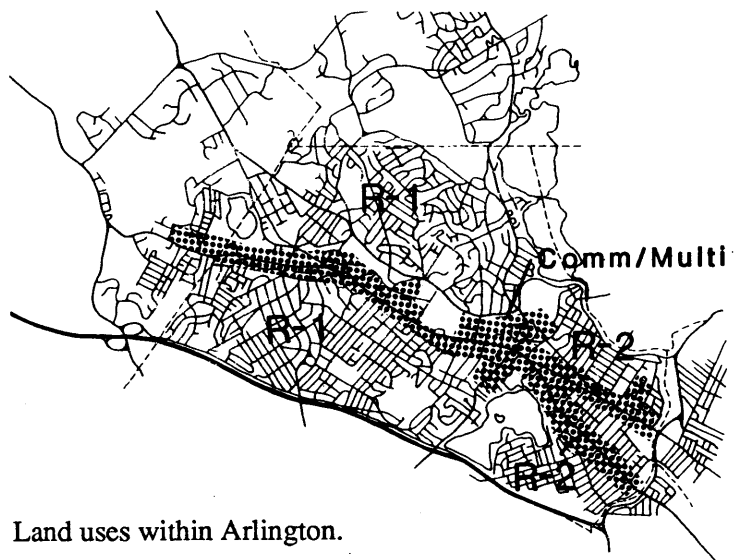 R-1
Comm/Multi
R-1
R-2
R-2
Land uses within Arlington.